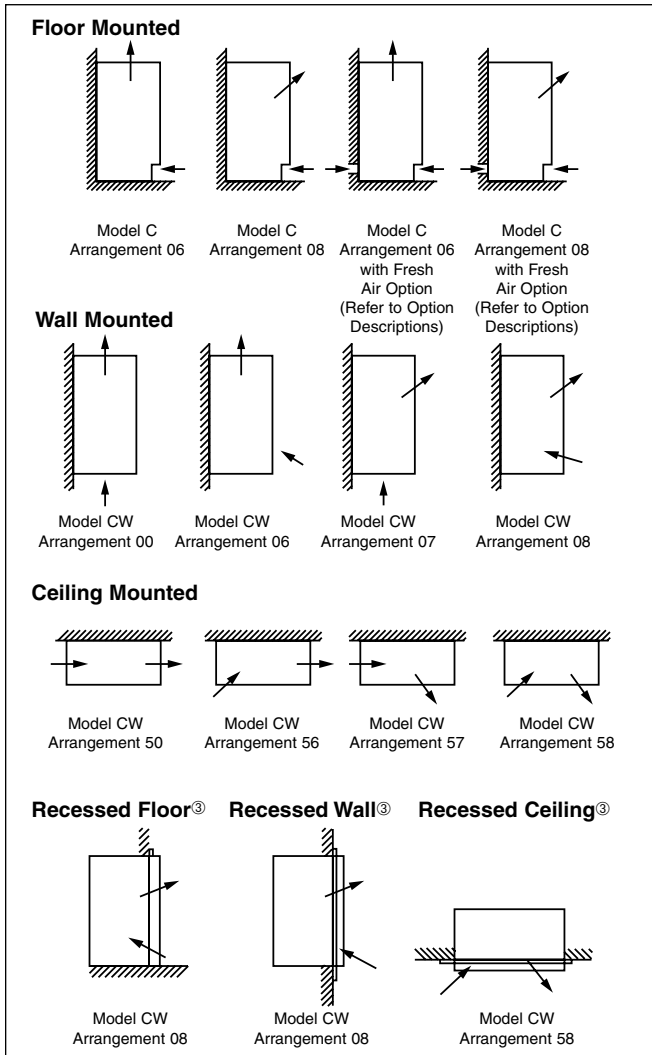 Floor Mounted
Model C
Arrangement 06
Model C
Arrangement 08
Model C
Arrangement 06
with Fresh
Air Option
(Refer to Option
Descriptions)
Model C
Arrangement 08
with Fresh
Air Option
(Refer to Option
Descriptions)
Wall Mounted
Model CW
Arrangement 00
Model CW
Arrangement 06
Model CW
Arrangement 07
Model CW
Arrangement 08
Ceiling Mounted
Model CW
Arrangement 50
Model CW
Arrangement 56
Model CW
Arrangement 57
Model CW
Arrangement 58
Recessed Floor③
Recessed Wall③
Recessed Ceiling③
Model CW
Arrangement 08
Model CW
Arrangement 08
Model CW
Arrangement 58